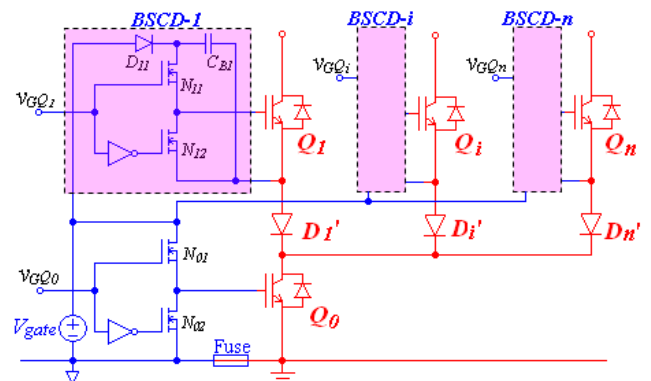 BSCD-1 BSCD-i BSCD-n
D11 CB1
vGQi vGQn
N11
vGQ1
Q1 Qi Qn
N12
D1' Di' Dn'
N01
vGQ0
Q0
Vgate N02
Fuse